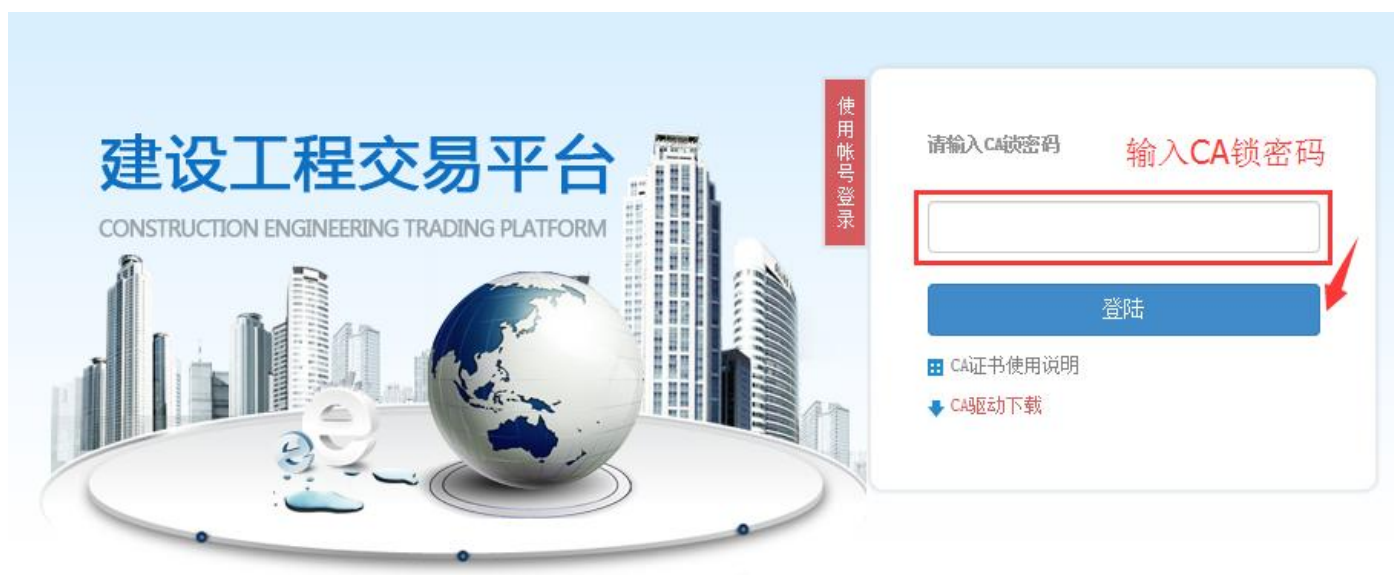 建设工程交易平台
CONSTRUCTION ENGINEERING TRADING PLATFORM
使用帐号登录
请输入CA锁密码
输入CA锁密码
登陆
CA证书使用说明
CA驱动下载